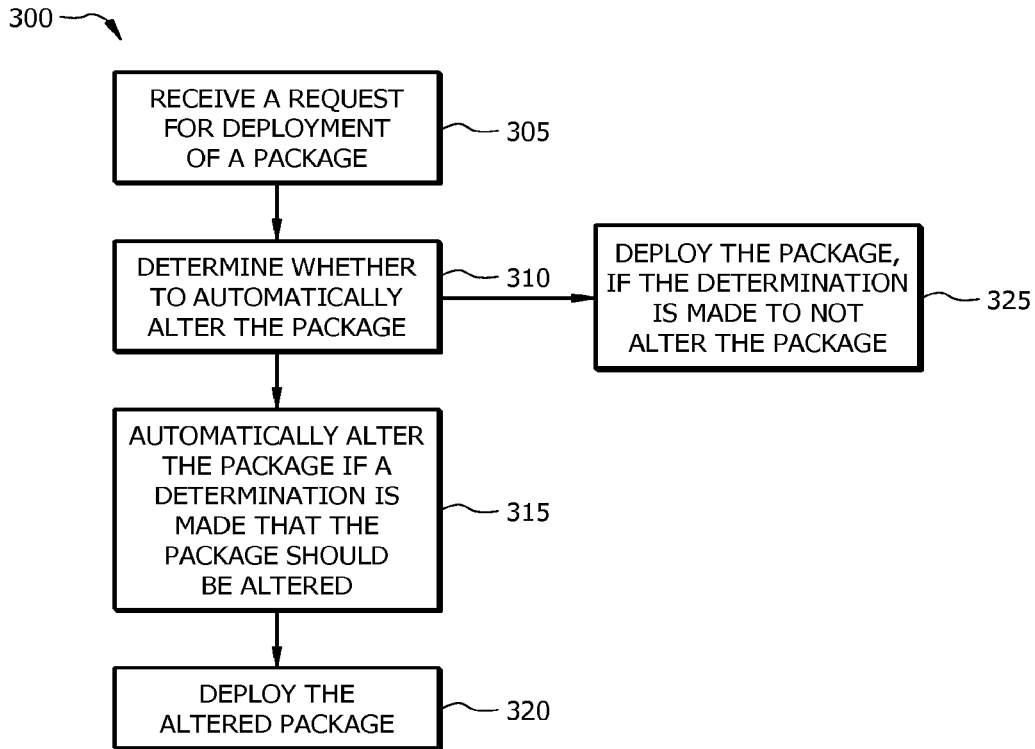 300
RECEIVE A REQUEST
FOR DEPLOYMENT
OF A PACKAGE
305
DETERMINE WHETHER
TO AUTOMATICALLY
ALTER THE PACKAGE
310
DEPLOY THE PACKAGE,
IF THE DETERMINATION
IS MADE TO NOT
ALTER THE PACKAGE
325
AUTOMATICALLY ALTER
THE PACKAGE IF A
DETERMINATION IS
MADE THAT THE
PACKAGE SHOULD
BE ALTERED
315
DEPLOY THE
ALTERED PACKAGE
320